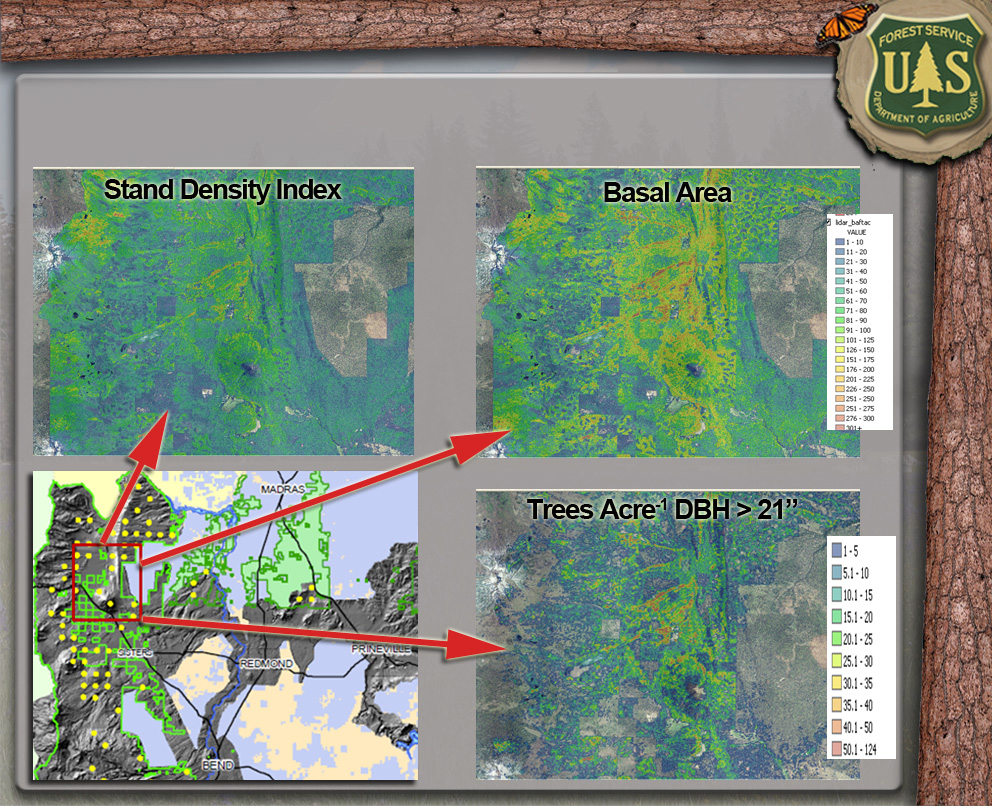 FOREST SERVICE
U S
DEPARTMENT OF AGRICULTURE
Stand Density Index
Basal Area
lidar_baftac
VALUE
1 - 10
11 - 20
21 - 30
31 - 40
41 - 50
51 - 60
61 - 70
71 - 80
81 - 90
91 - 100
101 - 125
126 - 150
151 - 175
176 - 200
201 - 225
226 - 250
251 - 250
251 - 275
276 - 300
301+
MADRAS
SISTERS
REDMOND
PRINEVILLE
BEND
Trees Acre-1 DBH > 21”
1 - 5
5.1 - 10
10.1 - 15
15.1 - 20
20.1 - 25
25.1 - 30
30.1 - 35
35.1 - 40
40.1 - 50
50.1 - 124